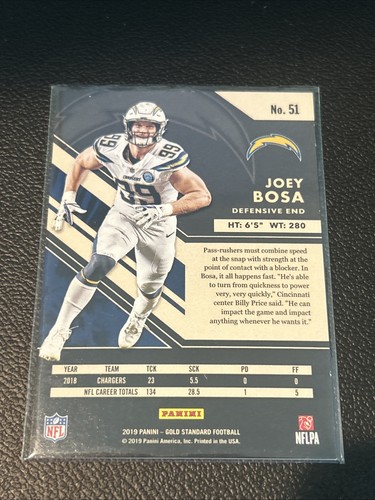 No. 51
JOEY
BOSA
DEFENSIVE END
HT: 6'5" WT: 280
Pass-rushers must combine speed
at the snap with strength at the
point of contact with a blocker. In
Bosa, it all happens fast. "He's able
to turn from quickness to power
very, very quickly," Cincinnati
center Billy Price said. "He can
impact the game and impact
anything whenever he wants it."
CHARGERS
99
99
YEAR TEAM TCK SCK PD FF
2018 CHARGERS 23 5.5 0 0
NFL CAREER TOTALS 134 28.5 1 5
NFL
PANINI
NFLPA
2019 PANINI – GOLD STANDARD FOOTBALL
© 2019 Panini America, Inc. Printed in the USA.